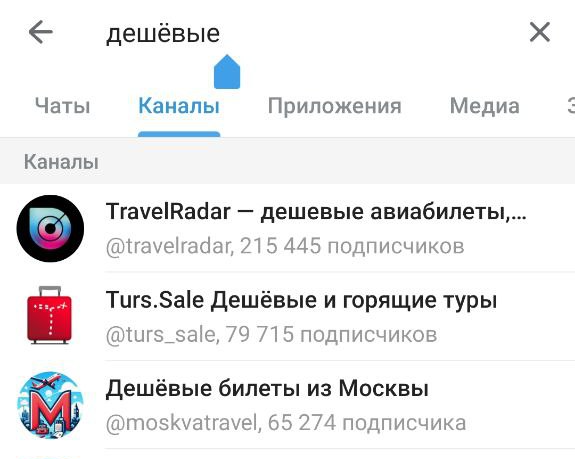 дешёвые
Чаты Каналы Приложения Медиа
Каналы
TravelRadar — дешевые авиабилеты,...
@travelradar, 215 445 подписчиков
Turs.Sale Дешёвые и горящие туры
@turs_sale, 79 715 подписчиков
Дешёвые билеты из Москвы
@moskvatravel, 65 274 подписчика